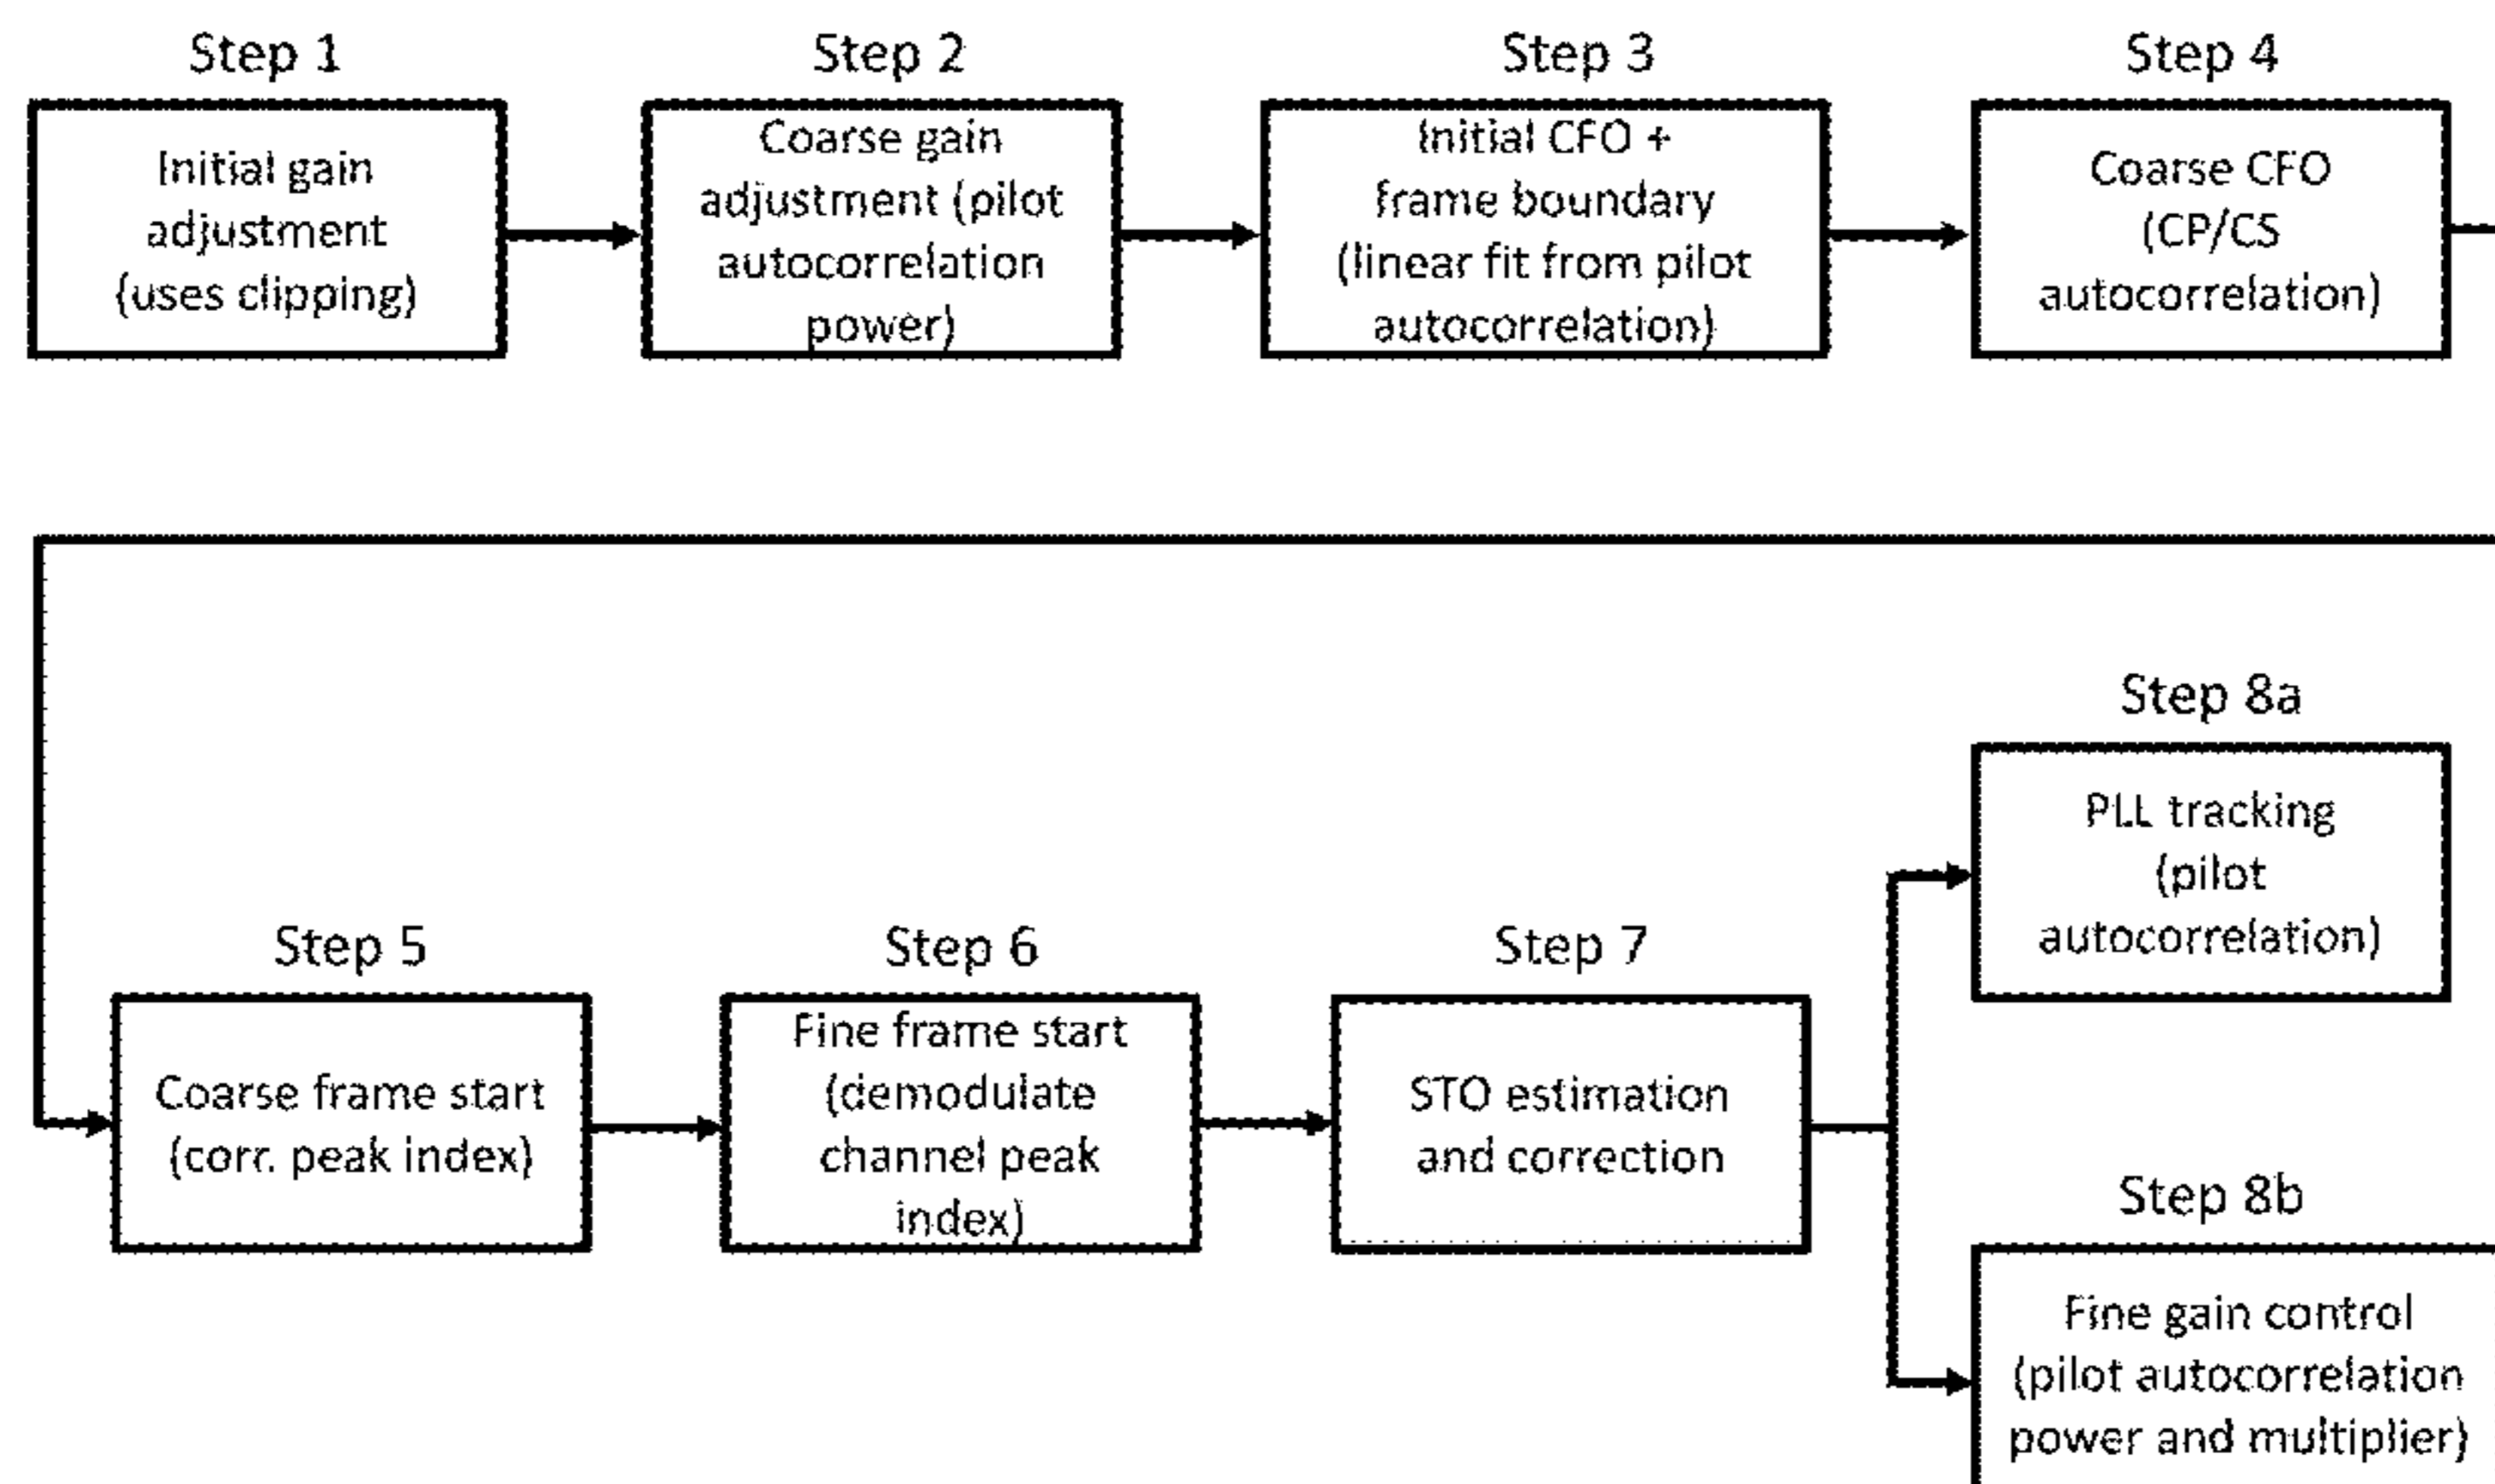 Step 1
Initial gain
adjustment
(uses clipping)
Step 2
Coarse gain
adjustment (pilot
autocorrelation
power)
Step 3
Initial CFO +
frame boundary
(linear fit from pilot
autocorrelation)
Step 4
Coarse CFO
(CP/CS
autocorrelation)
Step 5
Coarse frame start
(corr. peak index)
Step 6
Fine frame start
(demodulate
channel peak
index)
Step 7
STO estimation
and correction
Step 8a
PLL tracking
(pilot
autocorrelation)
Step 8b
Fine gain control
(pilot autocorrelation
power and multiplier)